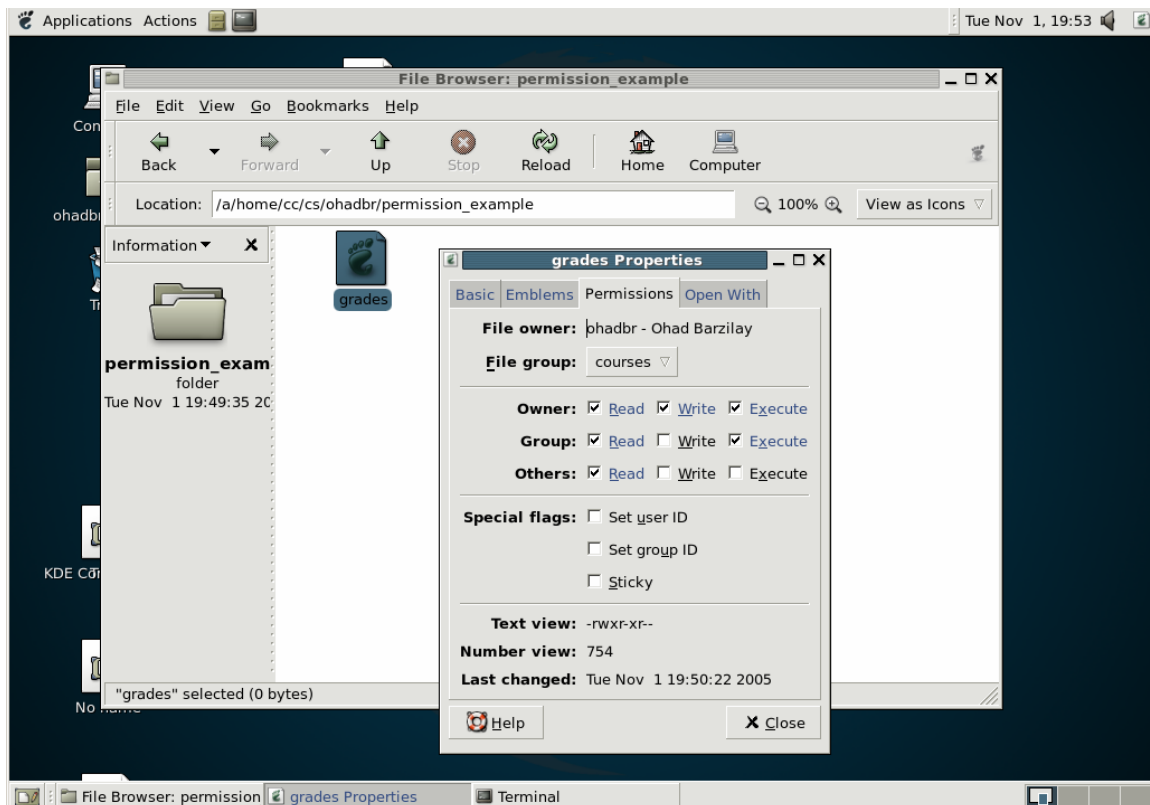 Applications Actions
Tue Nov 1, 19:53
File Browser: permission_example
File Edit View Go Bookmarks Help
Back Forward Up Stop Reload Home Computer
Location: /a/home/cc/cs/ohadbr/permission_example 100% View as Icons
Information
permission_exam
folder
Tue Nov 1 19:49:35 20
grades
"grades" selected (0 bytes)
grades Properties
Basic Emblems Permissions Open With
File owner: ohadbr - Ohad Barzilay
File group: courses
Owner: Read Write Execute
Group: Read Write Execute
Others: Read Write Execute
Special flags: Set user ID
Set group ID
Sticky
Text view: -rwxr-xr--
Number view: 754
Last changed: Tue Nov 1 19:50:22 2005
Help Close
ohadbr
KDE
No name
File Browser: permission grades Properties Terminal